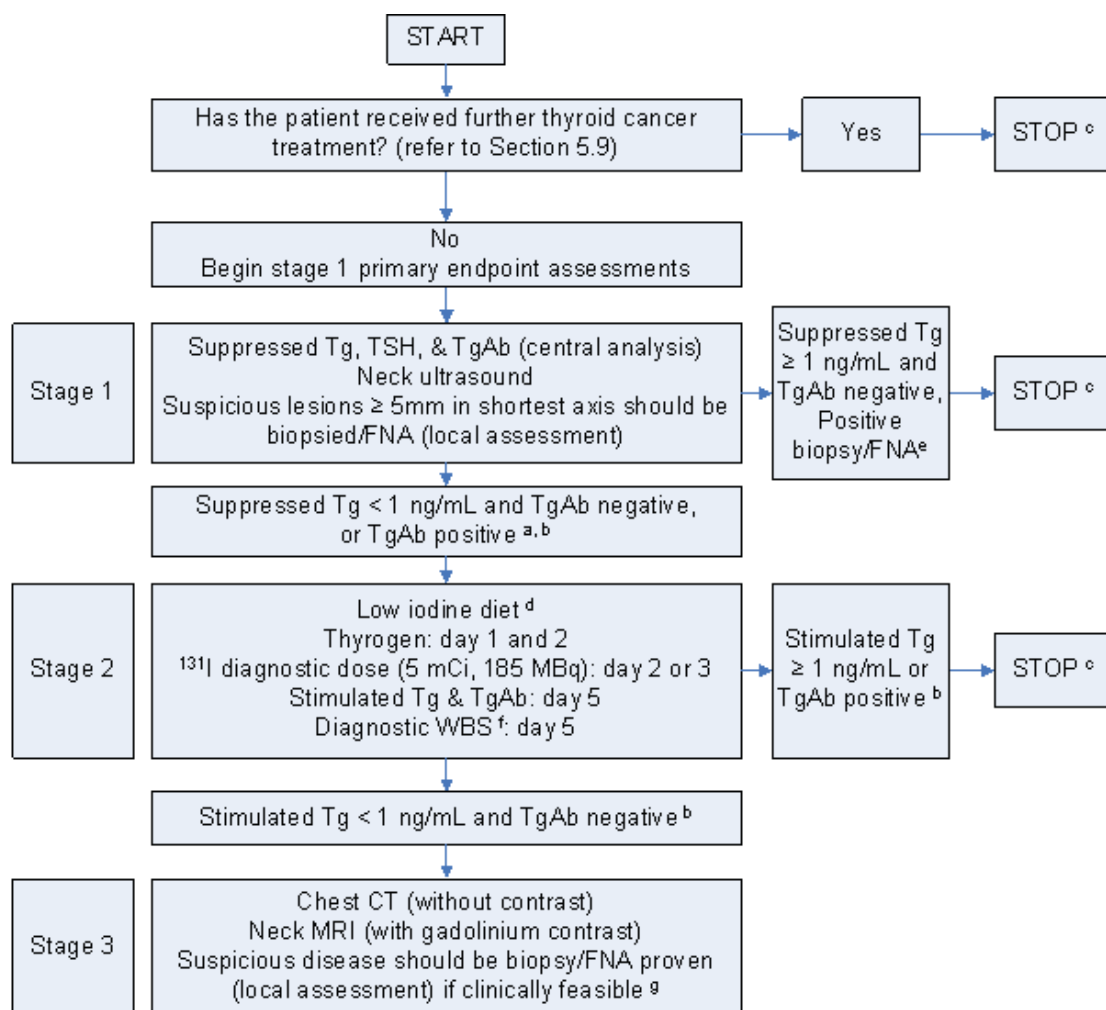 START
Has the patient received further thyroid cancer
treatment? (refer to Section 5.9)
Yes
STOP c
No
Begin stage 1 primary endpoint assessments
Stage 1
Suppressed Tg, TSH, & TgAb (central analysis)
Neck ultrasound
Suspicious lesions ≥ 5mm in shortest axis should be
biopsied/FNA (local assessment)
Suppressed Tg
≥ 1 ng/mL and
TgAb negative,
Positive
biopsy/FNA e
STOP c
Suppressed Tg < 1 ng/mL and TgAb negative,
or TgAb positive a, b
Stage 2
Low iodine diet d
Thyrogen: day 1 and 2
131I diagnostic dose (5 mCi, 185 MBq): day 2 or 3
Stimulated Tg & TgAb: day 5
Diagnostic WBS f: day 5
Stimulated Tg
≥ 1 ng/mL or
TgAb positive b
STOP c
Stimulated Tg < 1 ng/mL and TgAb negative b
Stage 3
Chest CT (without contrast)
Neck MRI (with gadolinium contrast)
Suspicious disease should be biopsy/FNA proven
(local assessment) if clinically feasible g